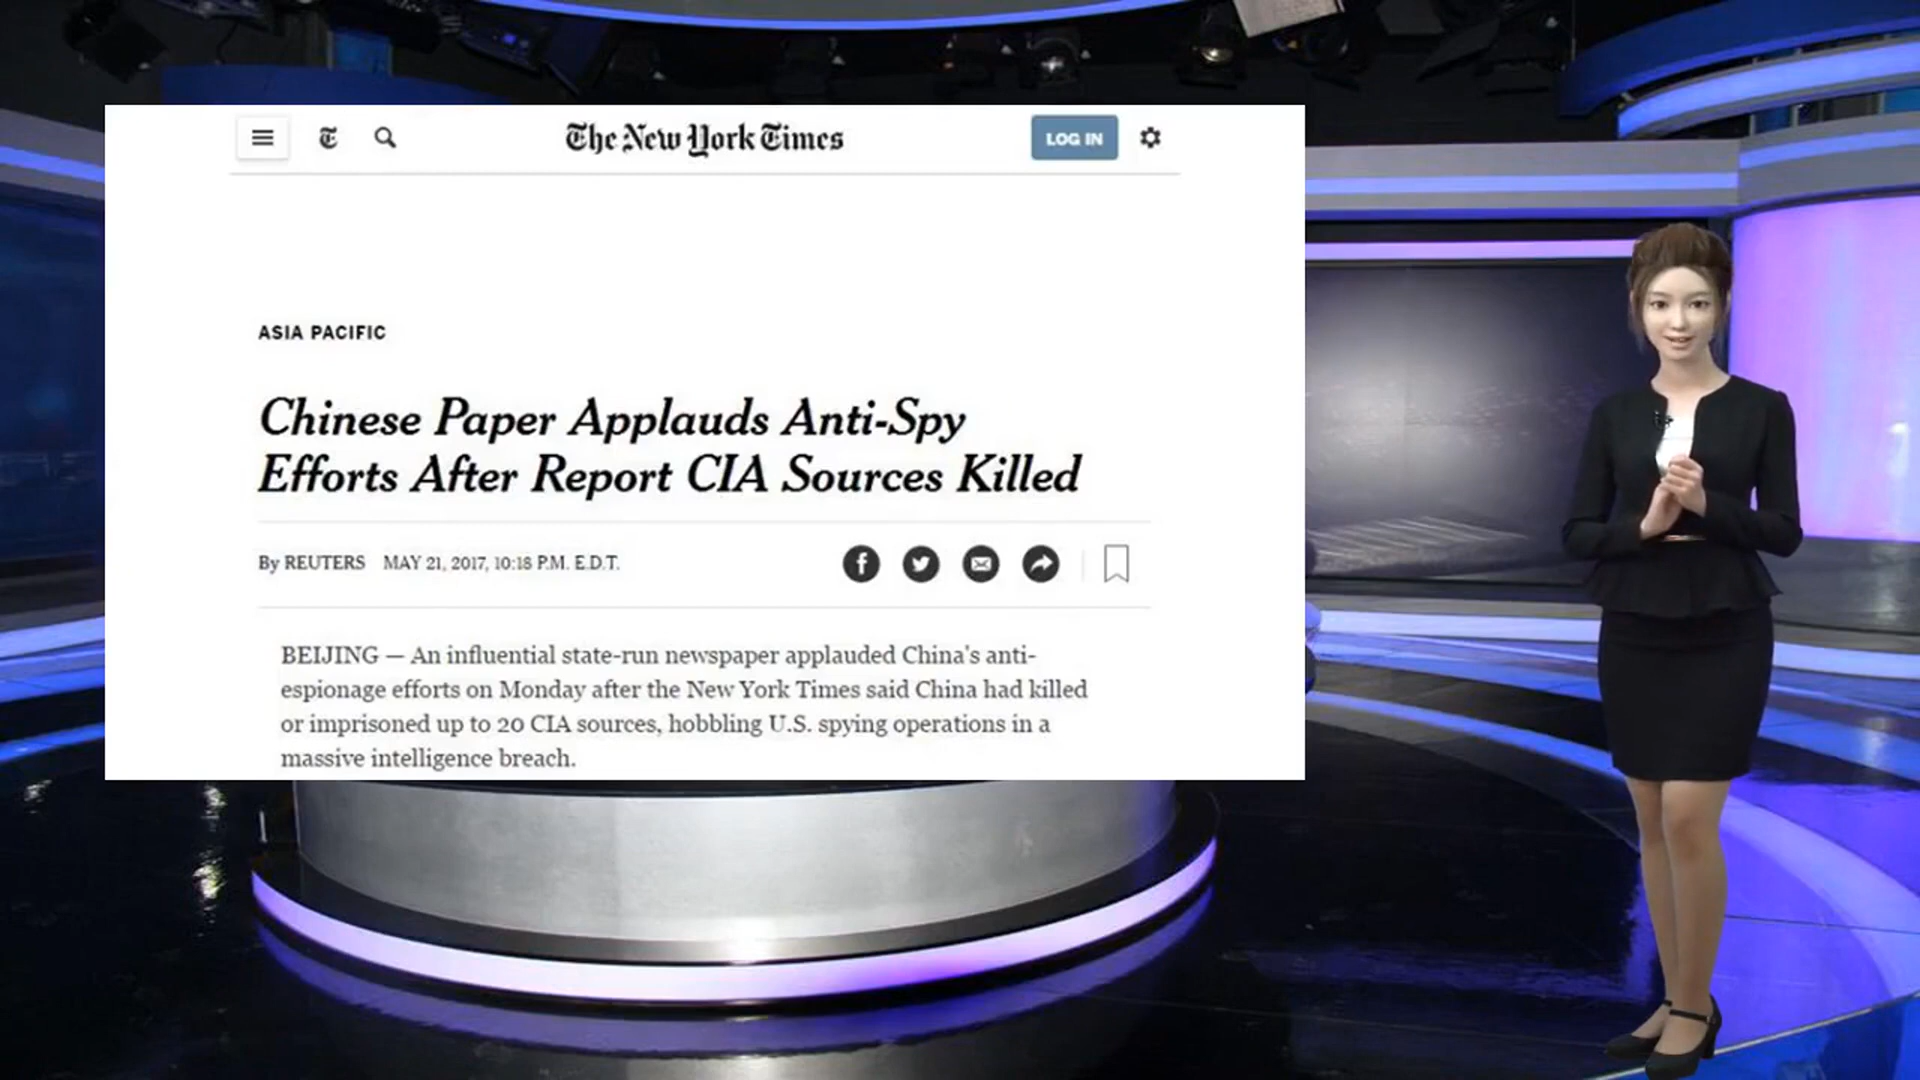 The New York Times
LOG IN
ASIA PACIFIC
Chinese Paper Applauds Anti-Spy
Efforts After Report CIA Sources Killed
By REUTERS MAY 21, 2017, 10:18 P.M. E.D.T.
BEIJING — An influential state-run newspaper applauded China's anti-
espionage efforts on Monday after the New York Times said China had killed
or imprisoned up to 20 CIA sources, hobbling U.S. spying operations in a
massive intelligence breach.